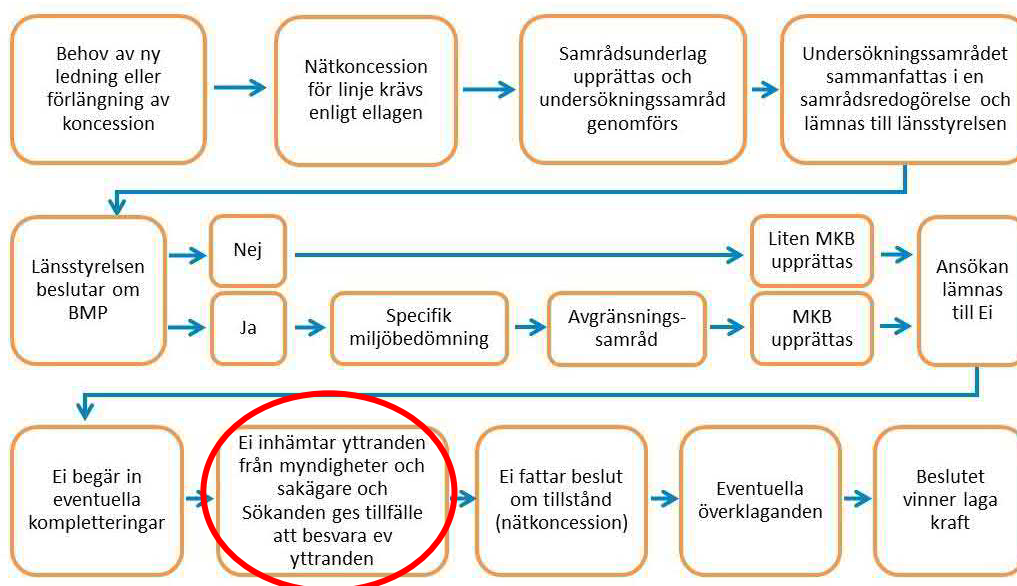 Behov av ny
ledning eller
förlängning av
koncession
Nätkoncession
för linje krävs
enligt ellagen
Samrådsunderlag
upprättas och
undersökningssamråd
genomförs
Undersökningssamrådet
sammanfattas i en
samrådsredogörelse och
lämnas till länsstyrelsen
Länsstyrelsen
beslutar om
BMP
Nej
Liten MKB
upprättas
Ja
Specifik
miljöbedömning
Avgränsnings-
samråd
MKB
upprättas
Ansökan
lämnas
till Ei
Ei begär in
eventuella
kompletteringar
Ei inhämtar yttranden
från myndigheter och
sakägare och
Sökanden ges tillfälle
att besvara ev
yttranden
Ei fattar beslut
om tillstånd
(nätkoncession)
Eventuella
överklaganden
Beslutet
vinner laga
kraft